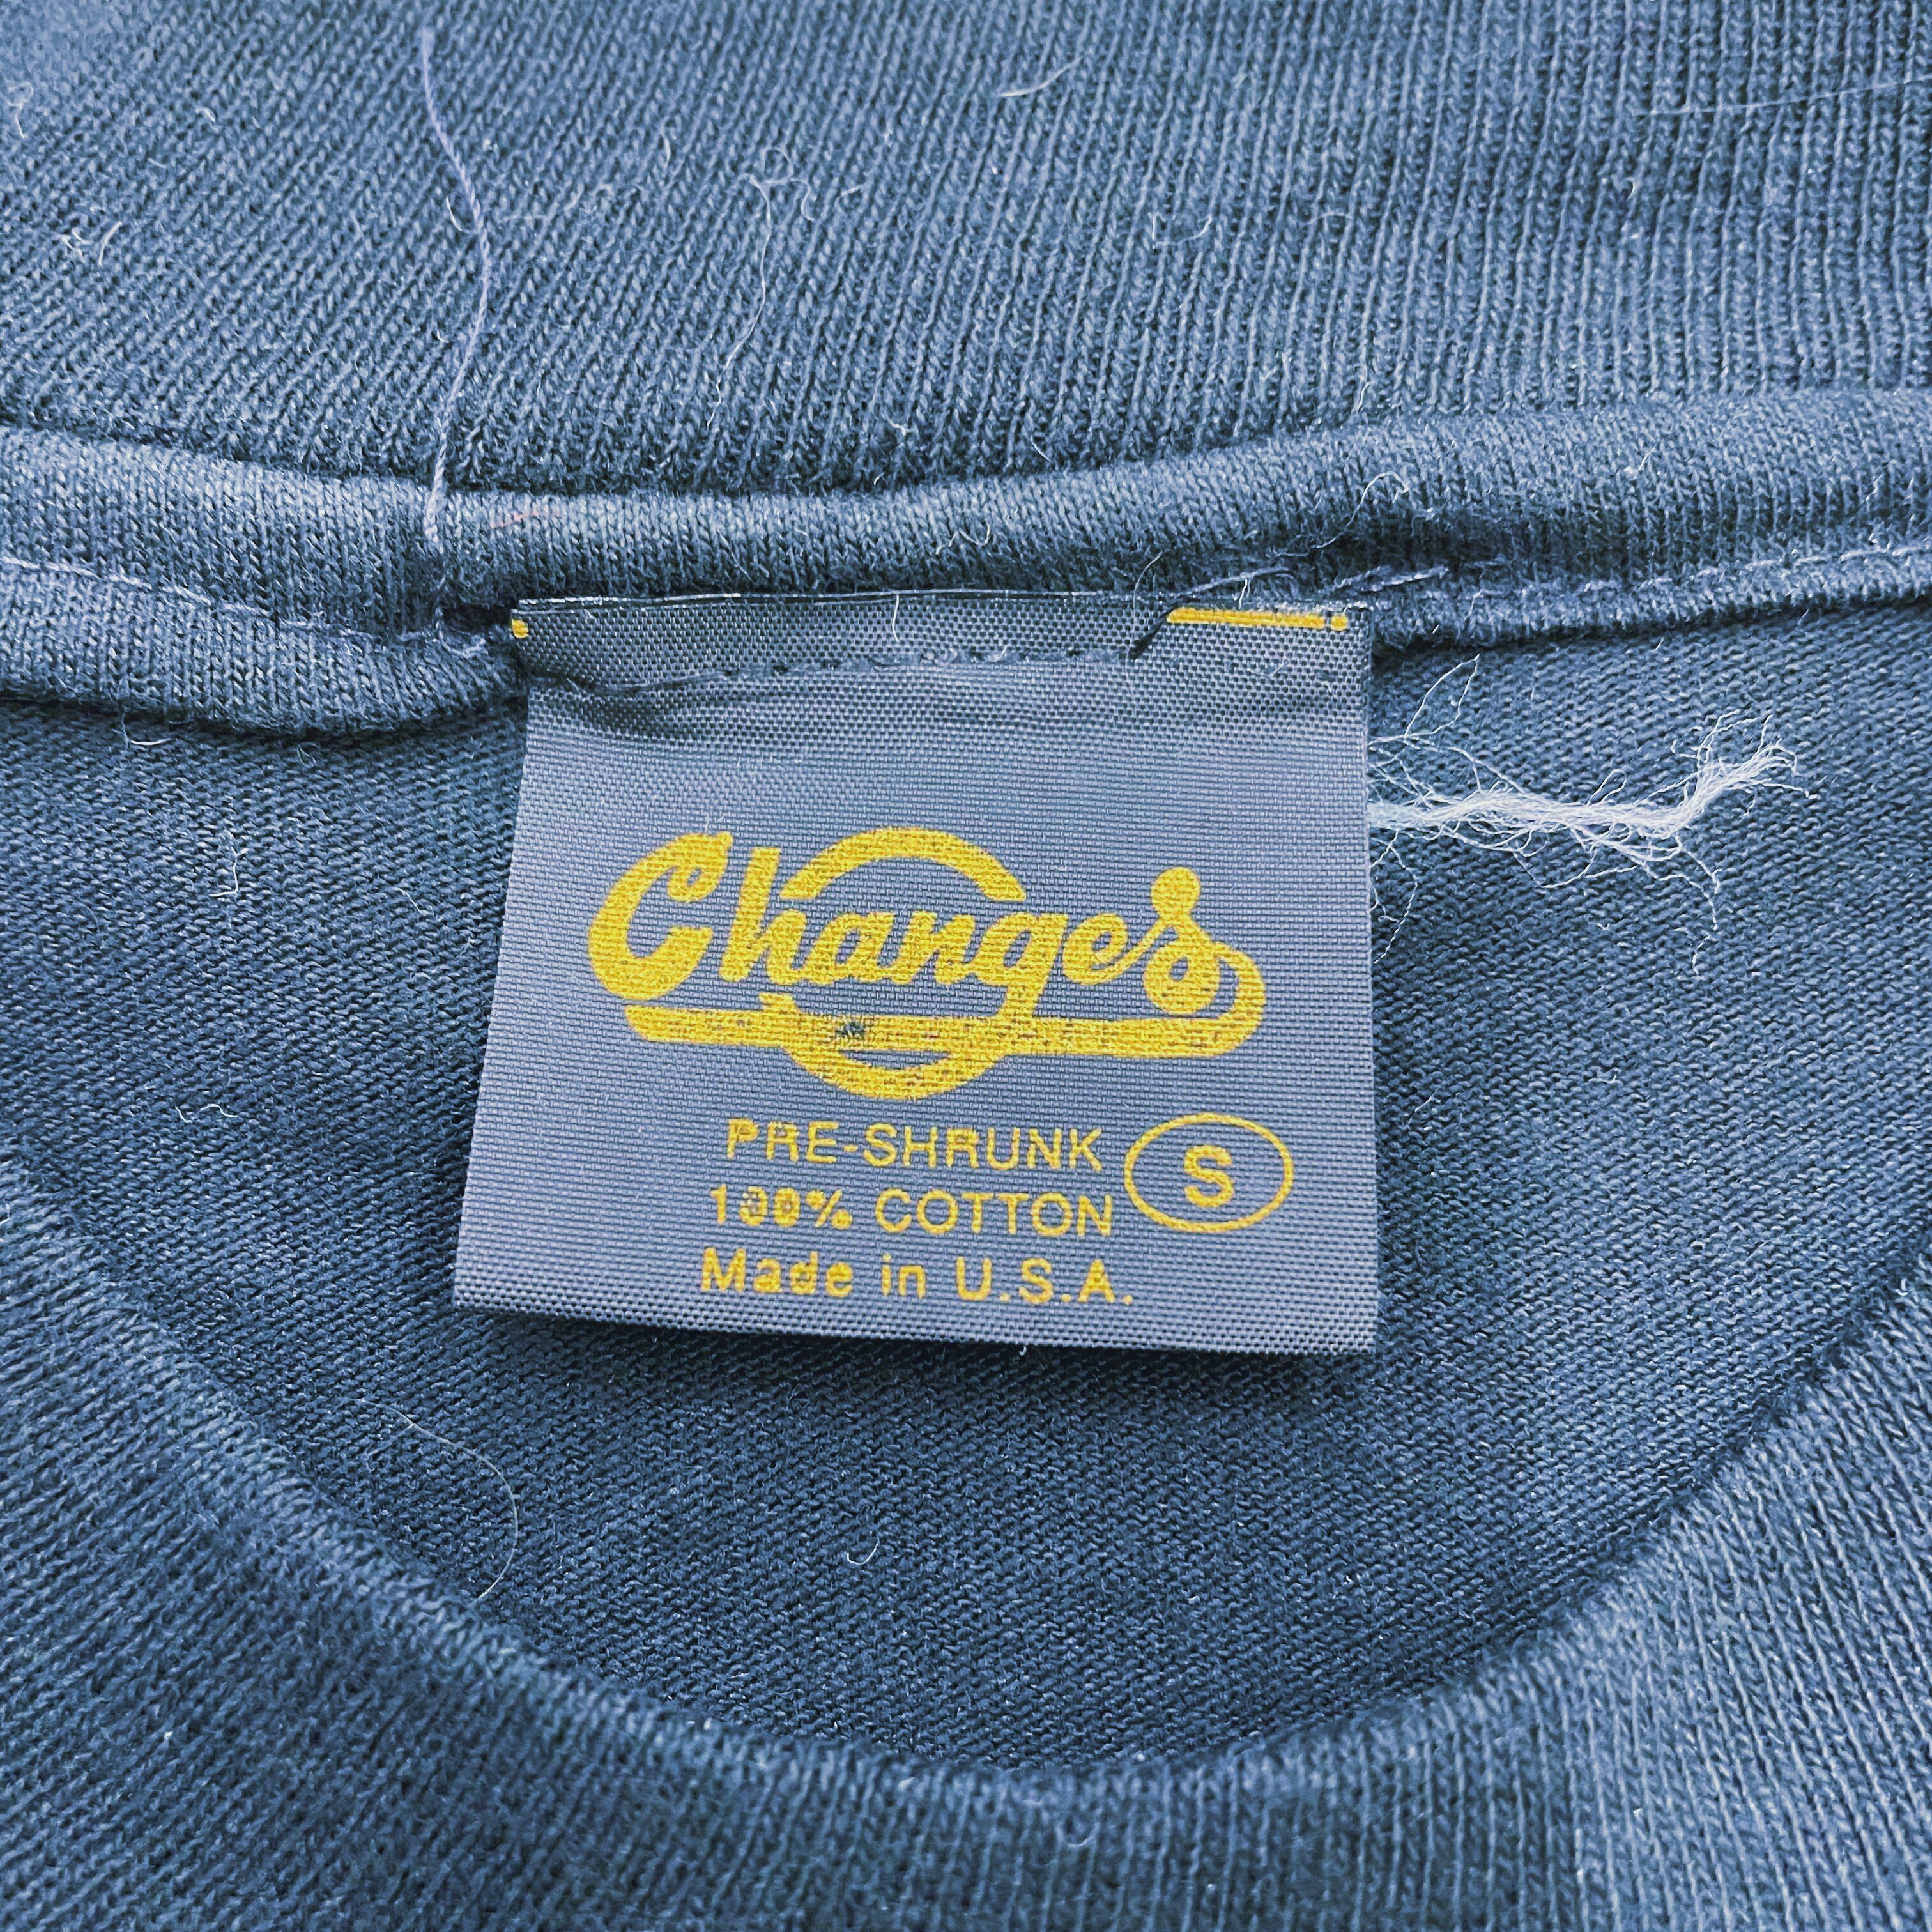 Changes
PRE-SHRUNK S
100% COTTON
Made in U.S.A.